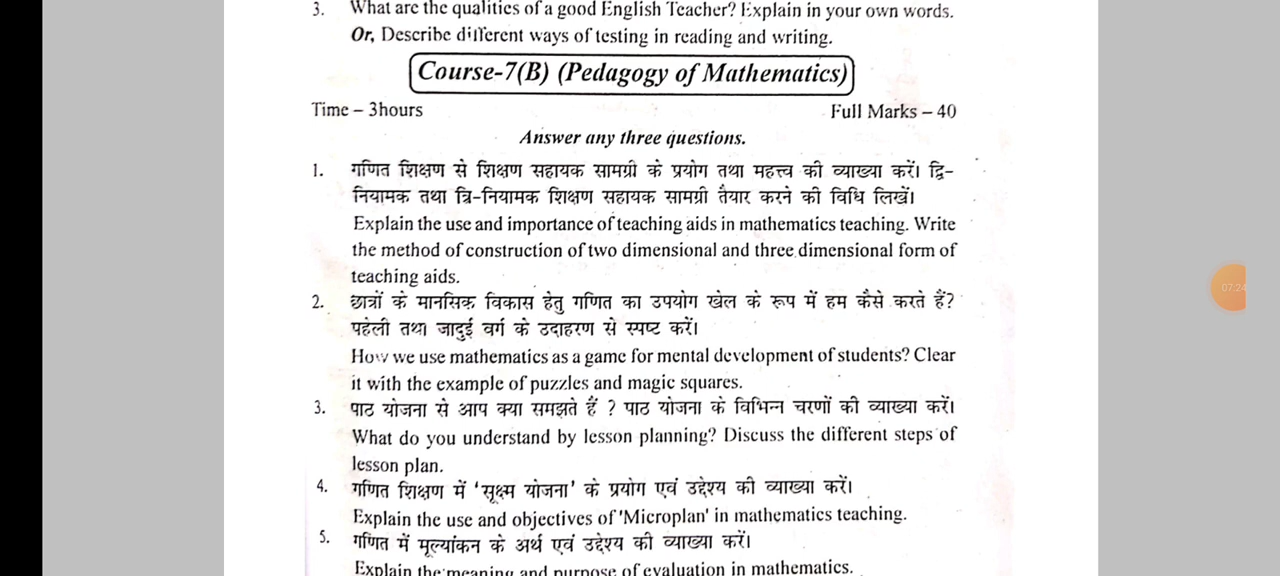 3. What are the qualities of a good English Teacher? Explain in your own words.
Or, Describe different ways of testing in reading and writing.
Course-7(B) (Pedagogy of Mathematics)
Time – 3hours Full Marks – 40
Answer any three questions.
1. गणित शिक्षण से शिक्षण सहायक सामग्री के प्रयोग तथा महत्त्व की व्याख्या करें। द्वि-
नियामक तथा त्रि-नियामक शिक्षण सहायक सामग्री तैयार करने की विधि लिखें।
Explain the use and importance of teaching aids in mathematics teaching. Write
the method of construction of two dimensional and three dimensional form of
teaching aids.
2. छात्रों के मानसिक विकास हेतु गणित का उपयोग खेल के रूप में हम कैसे करते हैं?
पहेली तथा जादुई वर्ग के उदाहरण से स्पष्ट करें।
How we use mathematics as a game for mental development of students? Clear
it with the example of puzzles and magic squares.
3. पाठ योजना से आप क्या समझते हैं ? पाठ योजना के विभिन्न चरणों की व्याख्या करें।
What do you understand by lesson planning? Discuss the different steps of
lesson plan.
4. गणित शिक्षण में 'सूक्ष्म योजना' के प्रयोग एवं उद्देश्य की व्याख्या करें।
Explain the use and objectives of 'Microplan' in mathematics teaching.
5. गणित में मूल्यांकन के अर्थ एवं उद्देश्य की व्याख्या करें।
Explain the meaning and purpose of evaluation in mathematics.
07:24